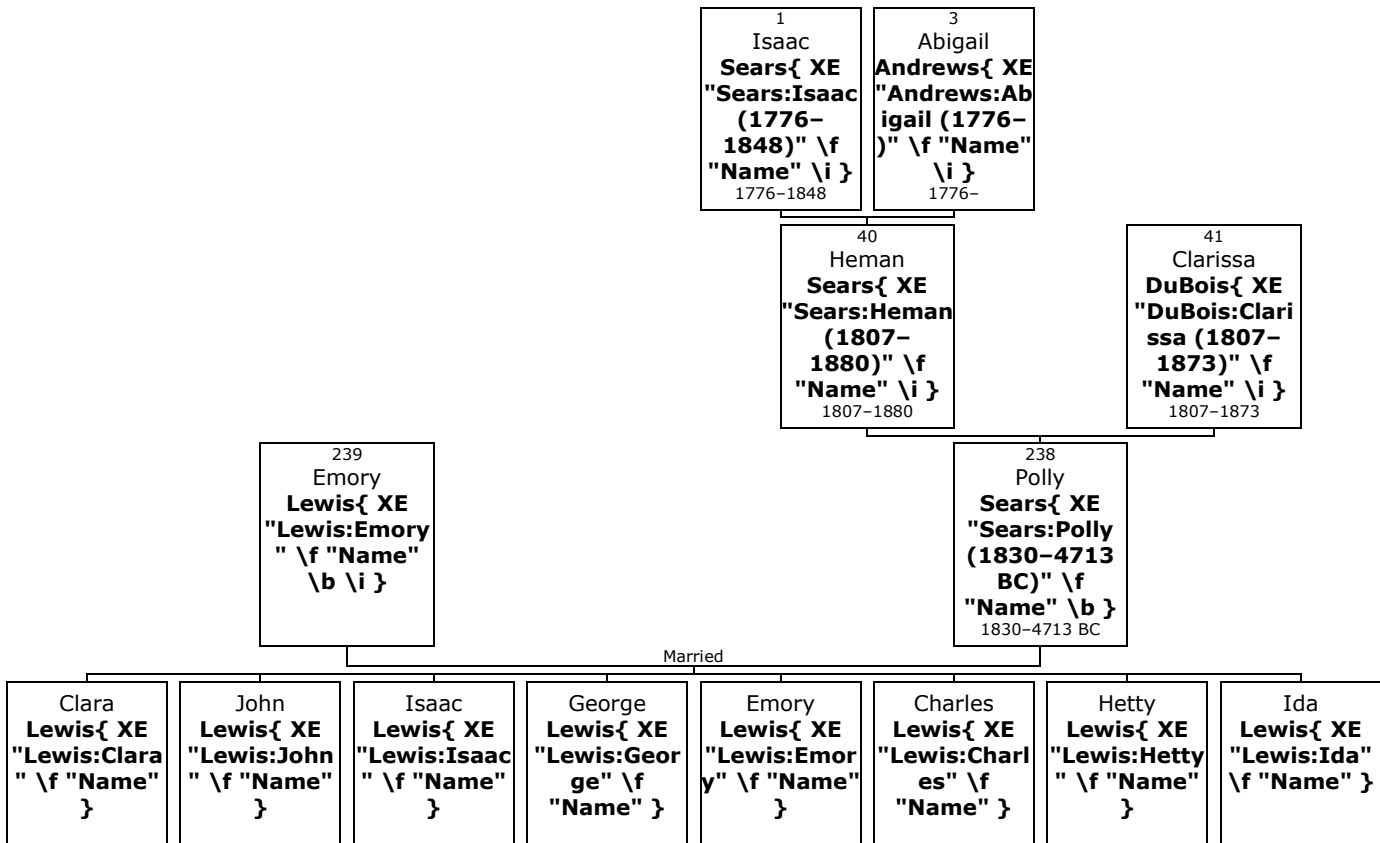 1
Isaac
Sears{ XE
"Sears:Isaac
(1776–
1848)" \f
"Name" \i }
1776–1848
3
Abigail
Andrews{ XE
"Andrews:Ab
igail (1776–
)" \f "Name"
\i }
1776–
40
Heman
Sears{ XE
"Sears:Heman
(1807–
1880)" \f
"Name" \i }
1807–1880
41
Clarissa
DuBois{ XE
"DuBois:Clari
ssa (1807–
1873)" \f
"Name" \i }
1807–1873
239
Emory
Lewis{ XE
"Lewis:Emory
" \f "Name"
\b \i }
238
Polly
Sears{ XE
"Sears:Polly
(1830–4713
BC)" \f
"Name" \b }
1830–4713 BC
Married
Clara
Lewis{ XE
"Lewis:Clara
" \f "Name"
}
John
Lewis{ XE
"Lewis:John
" \f "Name"
}
Isaac
Lewis{ XE
"Lewis:Isaac
" \f "Name"
}
George
Lewis{ XE
"Lewis:Geor
ge" \f
"Name" }
Emory
Lewis{ XE
"Lewis:Emor
y" \f "Name"
}
Charles
Lewis{ XE
"Lewis:Charl
es" \f
"Name" }
Hetty
Lewis{ XE
"Lewis:Hetty
" \f "Name"
}
Ida
Lewis{ XE
"Lewis:Ida"
\f "Name" }